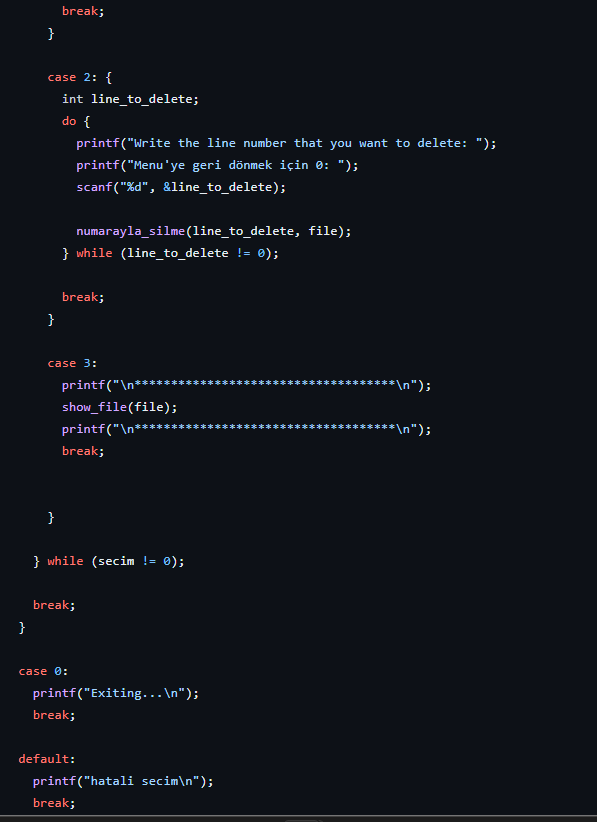 break;
}
case 2: {
int line_to_delete;
do {
printf("Write the line number that you want to delete: ");
printf("Menu'ye geri dönmek için 0: ");
scanf("%d", &line_to_delete);
numarayla_silme(line_to_delete, file);
} while (line_to_delete != 0);
break;
}
case 3:
printf("\n************************************\n");
show_file(file);
printf("\n************************************\n");
break;
}
} while (secim != 0);
break;
}
case 0:
printf("Exiting...\n");
break;
default:
printf("hatali secim\n");
break;